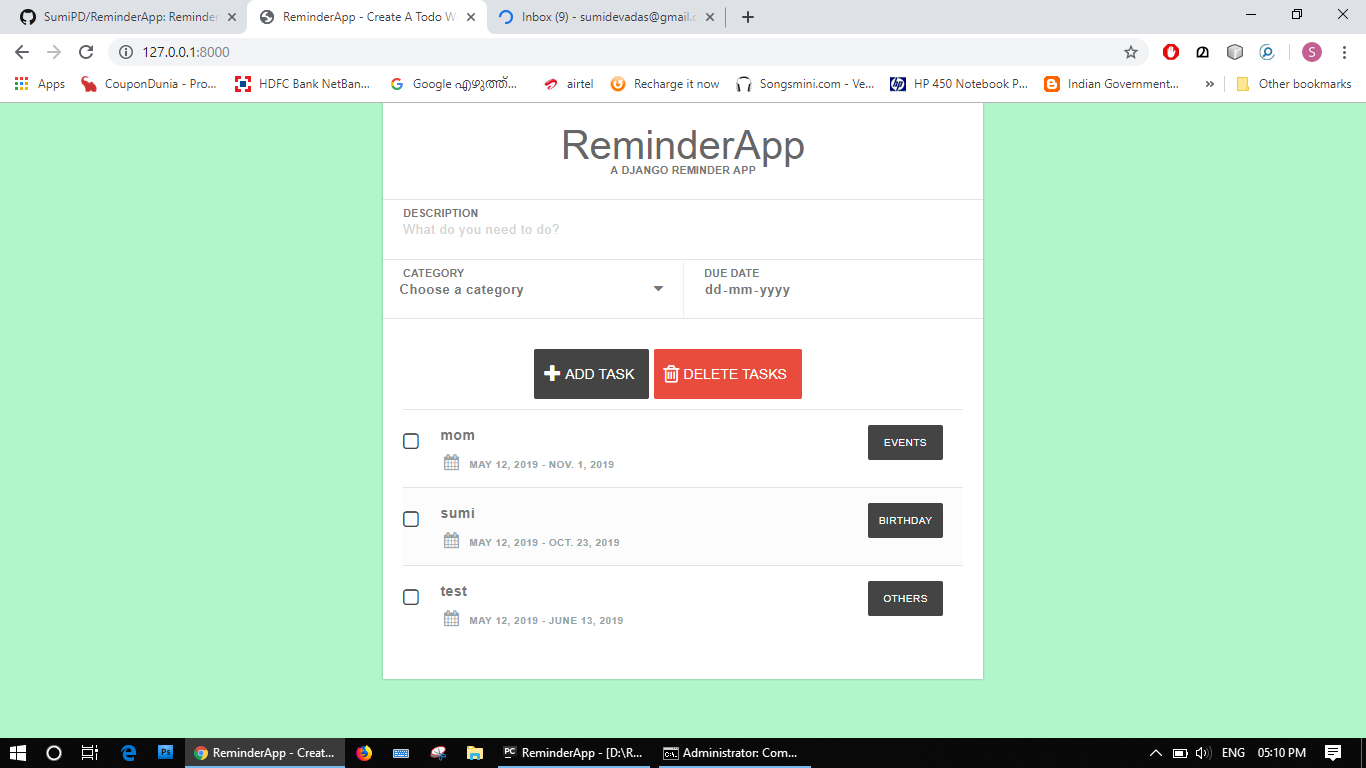 SumiPD/ReminderApp: Reminder
ReminderApp - Create A Todo W
Inbox (9) - sumidevadas@gmail.c
127.0.0.1:8000
S
Apps
CouponDunia - Pro...
HDFC Bank NetBan...
Google എഴുത്ത്...
airtel
Recharge it now
Songsmini.com - Ve...
HP 450 Notebook P...
Indian Government...
»
Other bookmarks
ReminderApp
A DJANGO REMINDER APP
DESCRIPTION
What do you need to do?
CATEGORY
Choose a category
DUE DATE
dd-mm-yyyy
ADD TASK
DELETE TASKS
mom
EVENTS
MAY 12, 2019 - NOV. 1, 2019
sumi
BIRTHDAY
MAY 12, 2019 - OCT. 23, 2019
test
OTHERS
MAY 12, 2019 - JUNE 13, 2019
Ps
ReminderApp - Creat...
PC
ReminderApp - [D:\R...
Administrator: Com...
ENG
05:10 PM